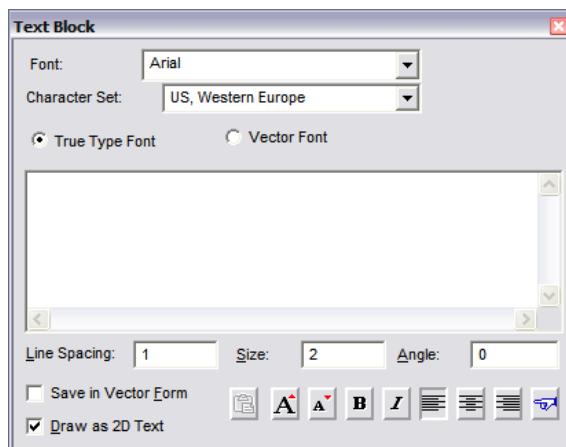 Text Block
Font: Arial
Character Set: US, Western Europe
True Type Font Vector Font
Line Spacing: 1 Size: 2 Angle: 0
Save in Vector Form
A A B I
Draw as 2D Text